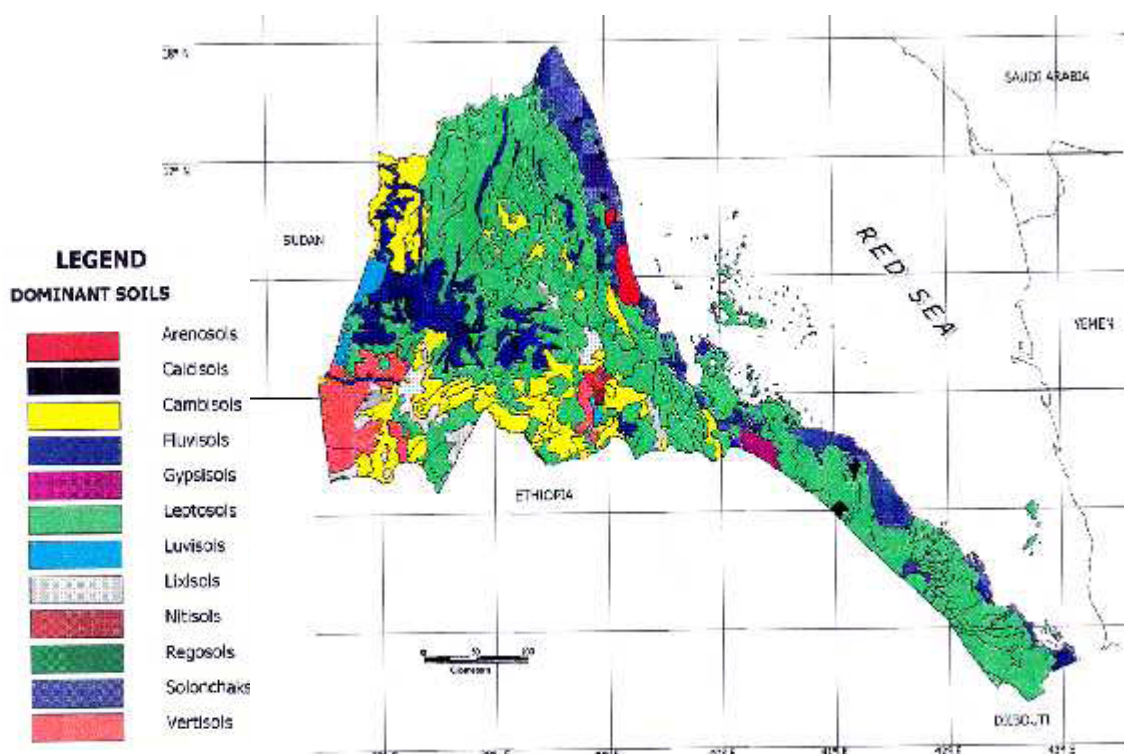 SAUDI ARABIA
SUDAN
RED SEA
YEMEN
ETHIOPIA
DJIBOUTI
LEGEND
DOMINANT SOILS
Arenosols
Calcisols
Cambisols
Fluvisols
Gypsisols
Leptosols
Luvisols
Lixisols
Nitisols
Regosols
Solonchaks
Vertisols
Kilometers